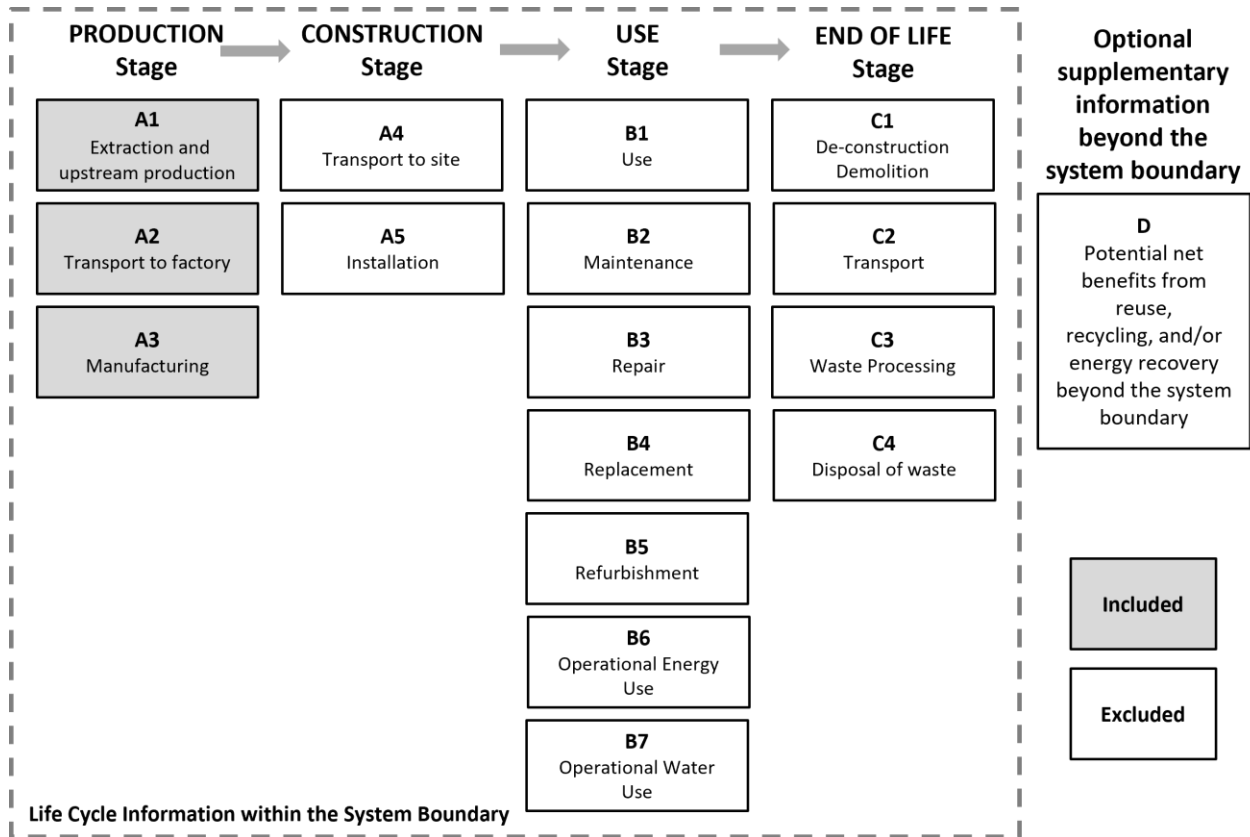 PRODUCTION
Stage
CONSTRUCTION
Stage
USE
Stage
END OF LIFE
Stage
Optional
supplementary
information
beyond the
system boundary
A1
Extraction and
upstream production
A2
Transport to factory
A3
Manufacturing
A4
Transport to site
A5
Installation
B1
Use
B2
Maintenance
B3
Repair
B4
Replacement
B5
Refurbishment
B6
Operational Energy
Use
B7
Operational Water
Use
C1
De-construction
Demolition
C2
Transport
C3
Waste Processing
C4
Disposal of waste
D
Potential net
benefits from
reuse,
recycling, and/or
energy recovery
beyond the system
boundary
Included
Excluded
Life Cycle Information within the System Boundary